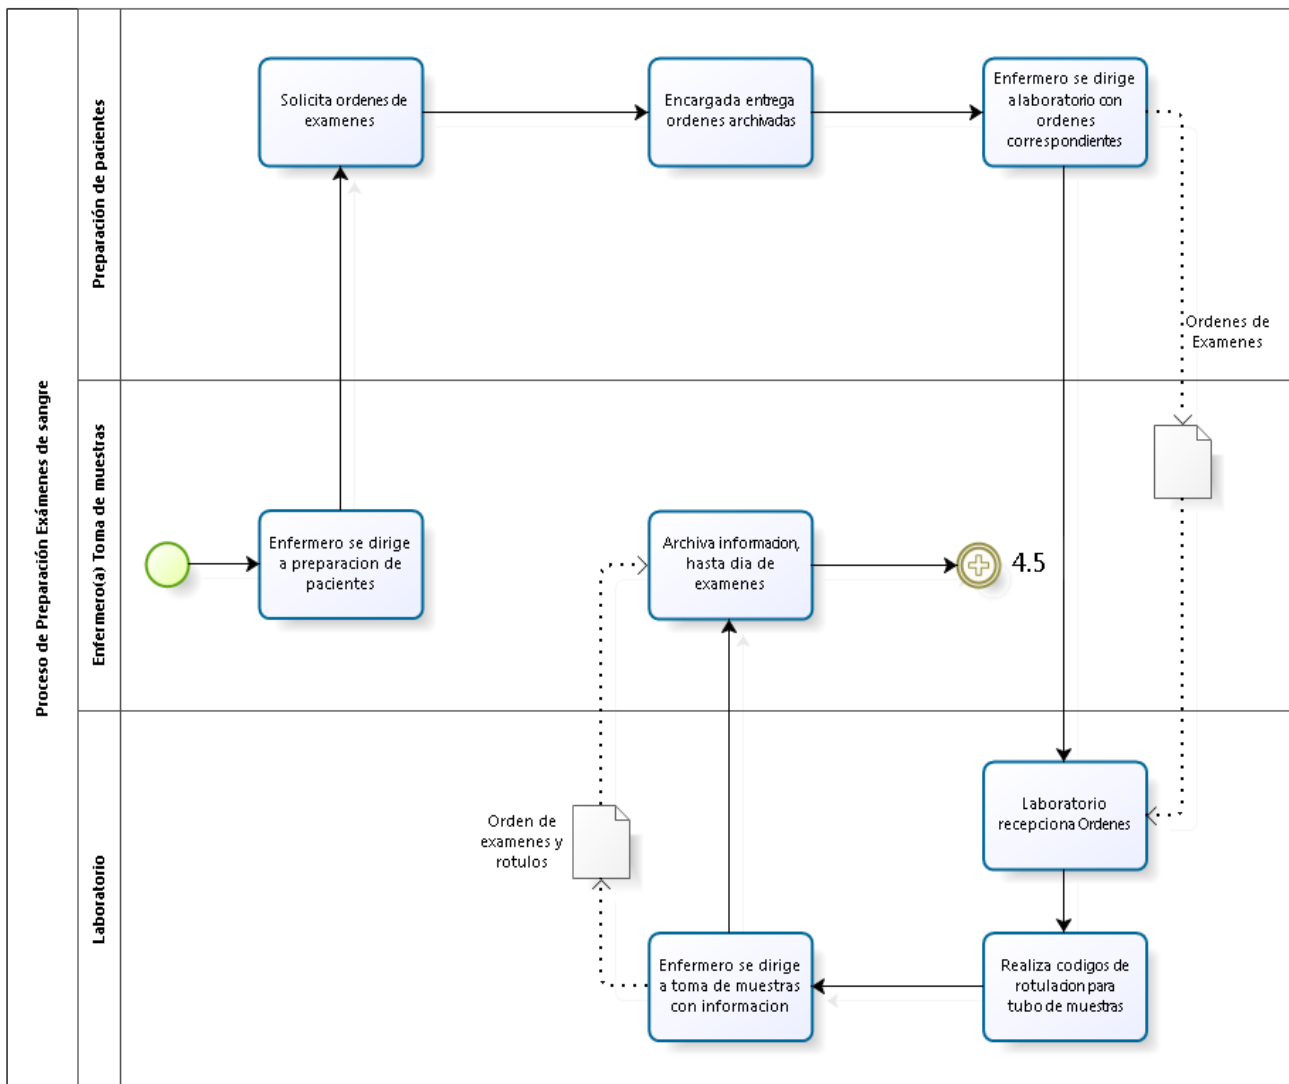 Proceso de Preparación Exámenes de sangre
Preparación de pacientes
Solicita ordenes de
examenes
Encargada entrega
ordenes archivadas
Enfermero se dirige
a laboratorio con
ordenes
correspondientes
Ordenes de
Examenes
Enfermero(a) Toma de muestras
Enfermero se dirige
a preparacion de
pacientes
Archiva informacion,
hasta dia de
examenes
4.5
Laboratorio
Laboratorio
recepciona Ordenes
Orden de
examenes y
rotulos
Enfermero se dirige
a toma de muestras
con informacion
Realiza codigos de
rotulacion para
tubo de muestras